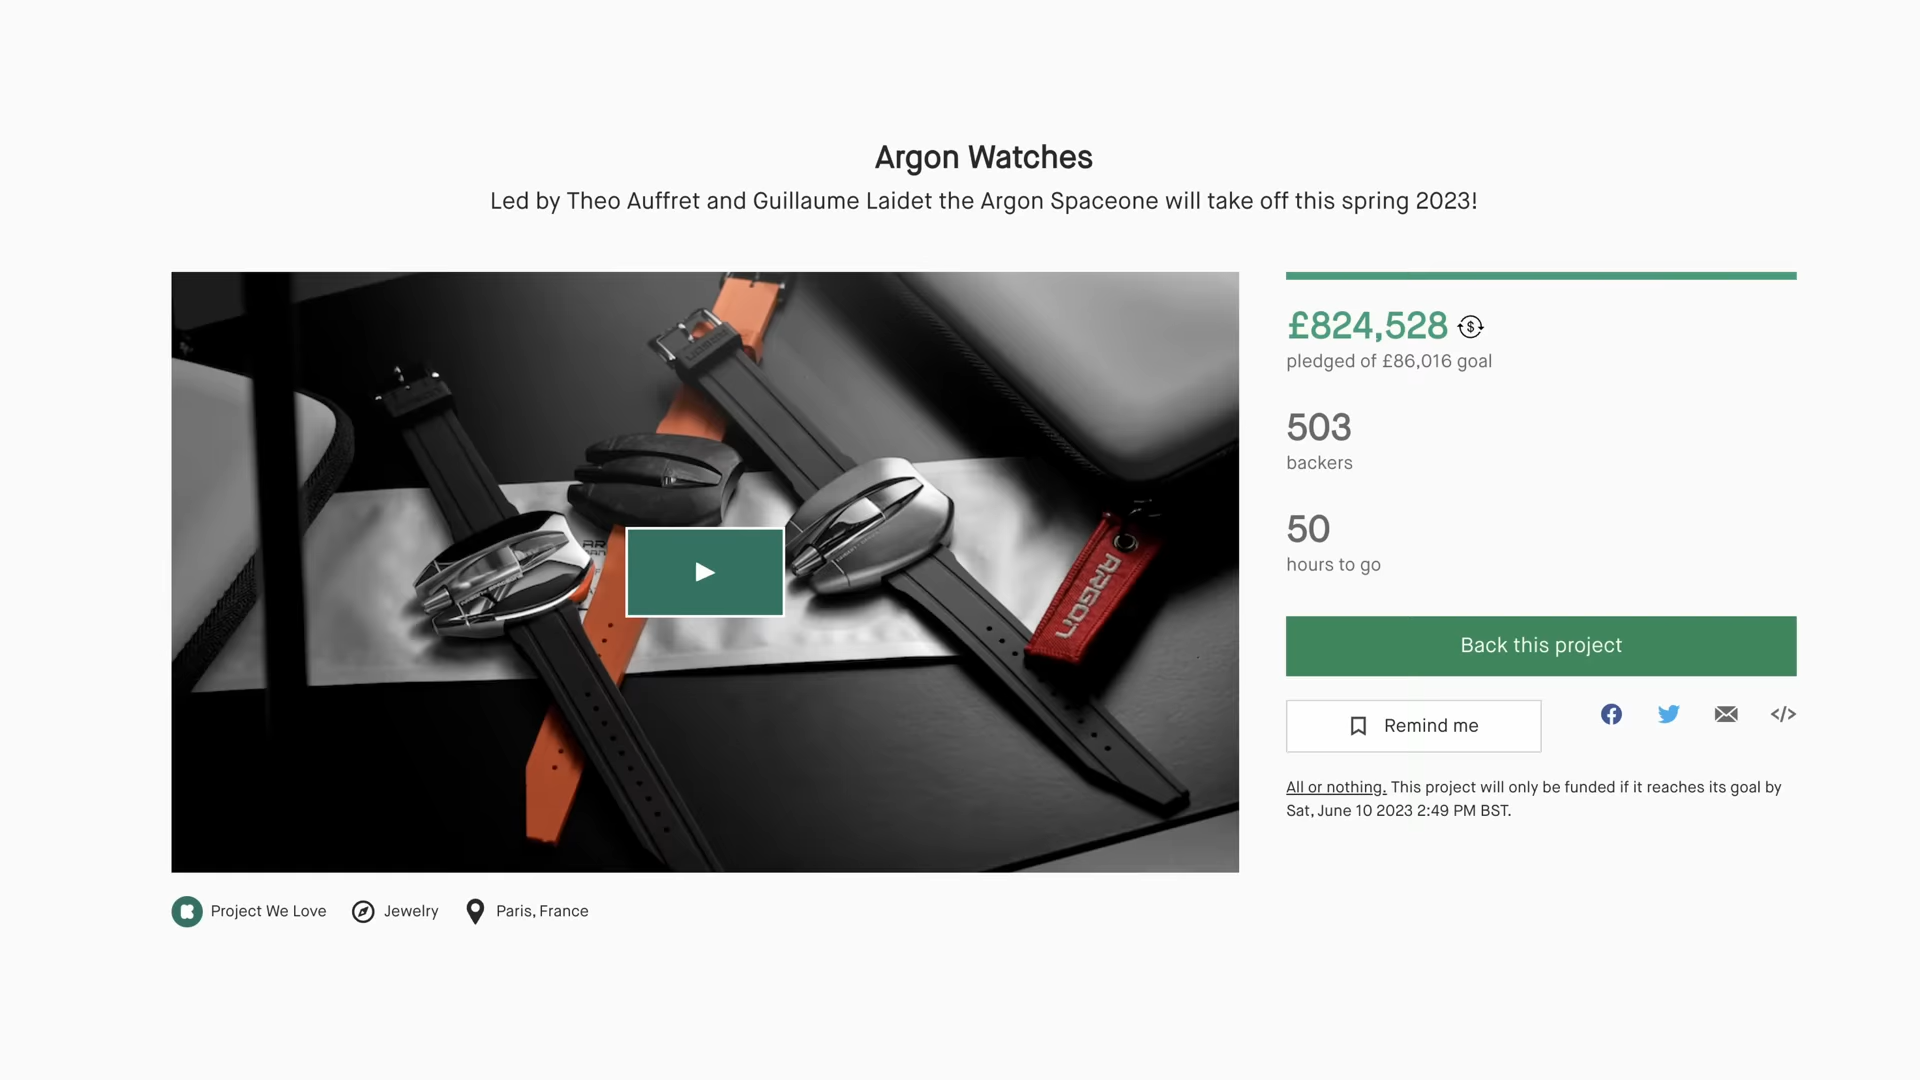 Argon Watches
Led by Theo Auffret and Guillaume Laidet the Argon Spaceone will take off this spring 2023!
£824,528
pledged of £86,016 goal
503
backers
50
hours to go
Back this project
Remind me
All or nothing. This project will only be funded if it reaches its goal by
Sat, June 10 2023 2:49 PM BST.
ARGON
Project We Love
Jewelry
Paris, France